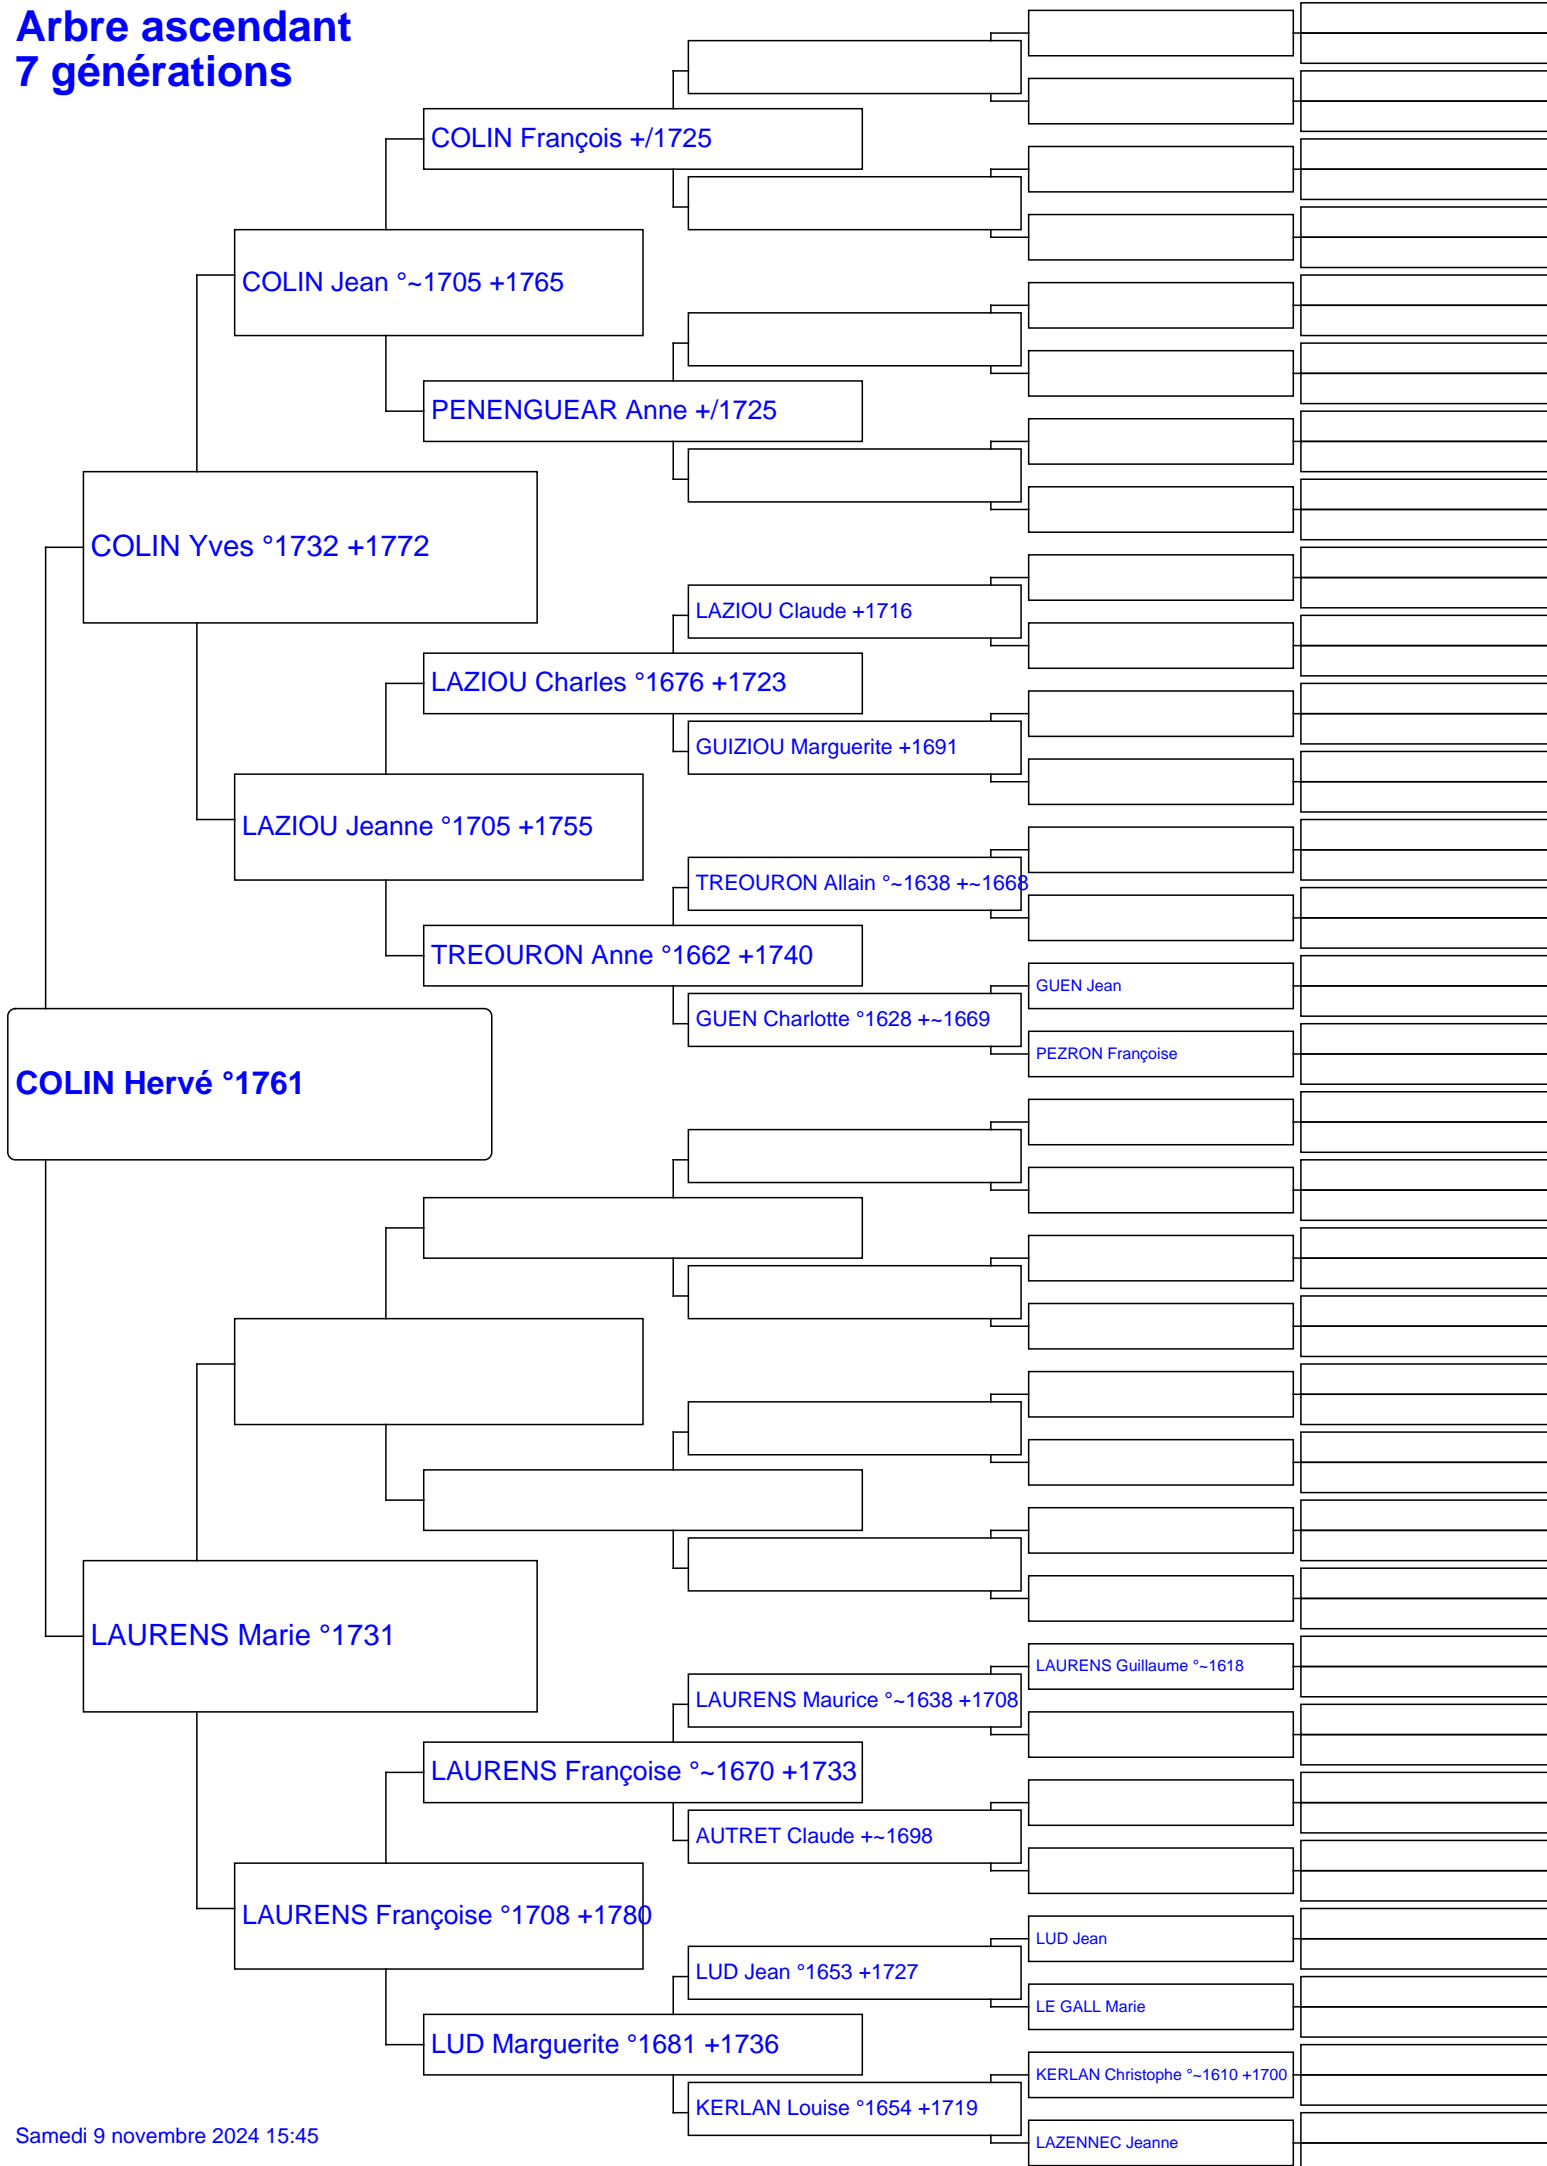 Arbre ascendant
7 générations
COLIN François +/1725
COLIN Jean °~1705 +1765
PENENGUEAR Anne +/1725
COLIN Yves °1732 +1772
LAZIOU Claude +1716
LAZIOU Charles °1676 +1723
GUIZIOU Marguerite +1691
LAZIOU Jeanne °1705 +1755
TREOURON Allain °~1638 +~1668
TREOURON Anne °1662 +1740
GUEN Jean
GUEN Charlotte °1628 +~1669
PEZRON Françoise
COLIN Hervé °1761
LAURENS Marie °1731
LAURENS Guillaume °~1618
LAURENS Maurice °~1638 +1708
LAURENS Françoise °~1670 +1733
AUTRET Claude +~1698
LAURENS Françoise °1708 +1780
LUD Jean
LUD Jean °1653 +1727
LE GALL Marie
LUD Marguerite °1681 +1736
KERLAN Christophe °~1610 +1700
KERLAN Louise °1654 +1719
LAZENNEC Jeanne
Samedi 9 novembre 2024 15:45